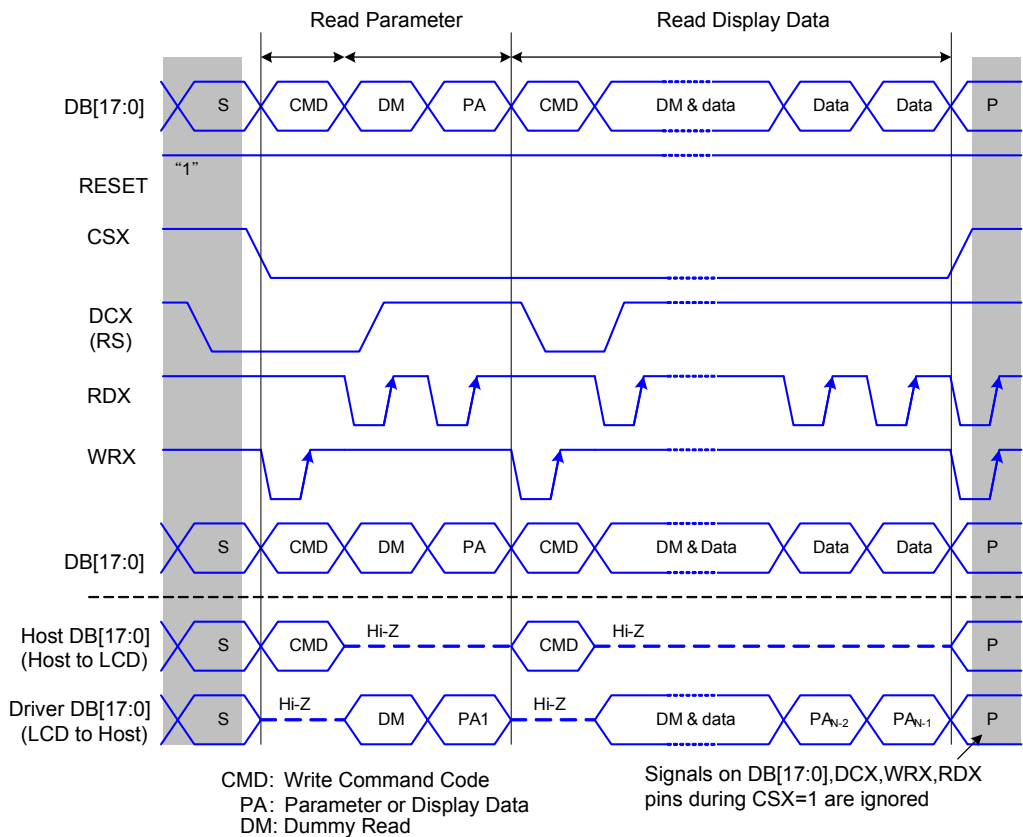 Read Parameter Read Display Data
DB[17:0] S CMD DM PA CMD DM & data Data Data P
“1”
RESET
CSX
DCX
(RS)
RDX
WRX
DB[17:0] S CMD DM PA CMD DM & Data Data Data P
Host DB[17:0]
(Host to LCD) S CMD Hi-Z CMD Hi-Z P
Driver DB[17:0]
(LCD to Host) S Hi-Z DM PA1 Hi-Z DM & data PAN-2 PAN-1 P
CMD: Write Command Code
PA: Parameter or Display Data
DM: Dummy Read
Signals on DB[17:0],DCX,WRX,RDX
pins during CSX=1 are ignored